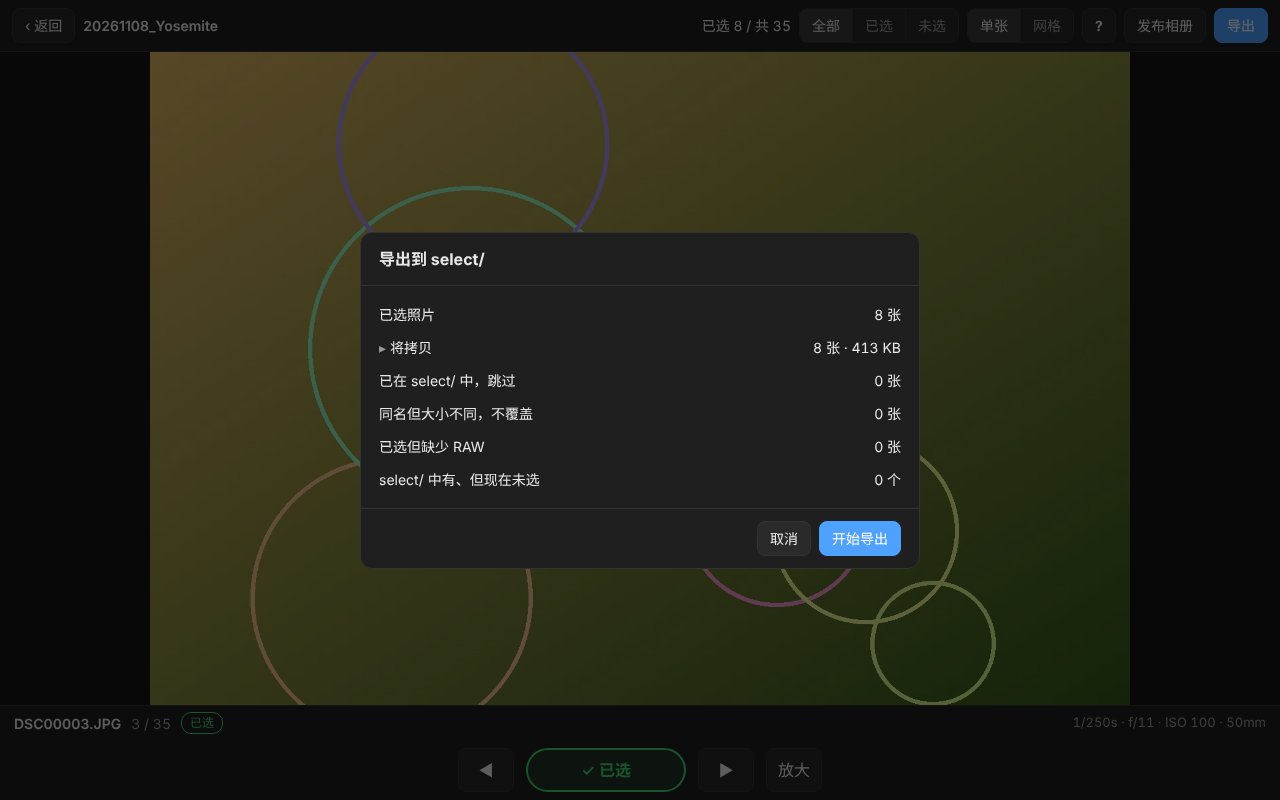 ‹ 返回 20261108_Yosemite 已选 8 / 共 35 全部 已选 未选 单张 网格 ? 发布相册 导出
导出到 select/
已选照片 8 张
▸ 将拷贝 8 张 · 413 KB
已在 select/ 中，跳过 0 张
同名但大小不同，不覆盖 0 张
已选但缺少 RAW 0 张
select/ 中有、但现在未选 0 个
取消 开始导出
DSC00003.JPG 3 / 35 已选 1/250s · f/11 · ISO 100 · 50mm
◀ ✓ 已选 ▶ 放大